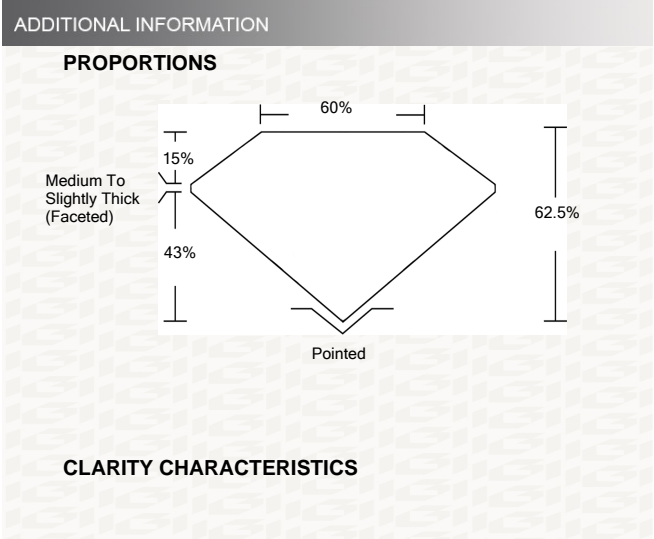 ADDITIONAL INFORMATION
PROPORTIONS
60%
15%
Medium To
Slightly Thick
(Faceted)
62.5%
43%
Pointed
CLARITY CHARACTERISTICS